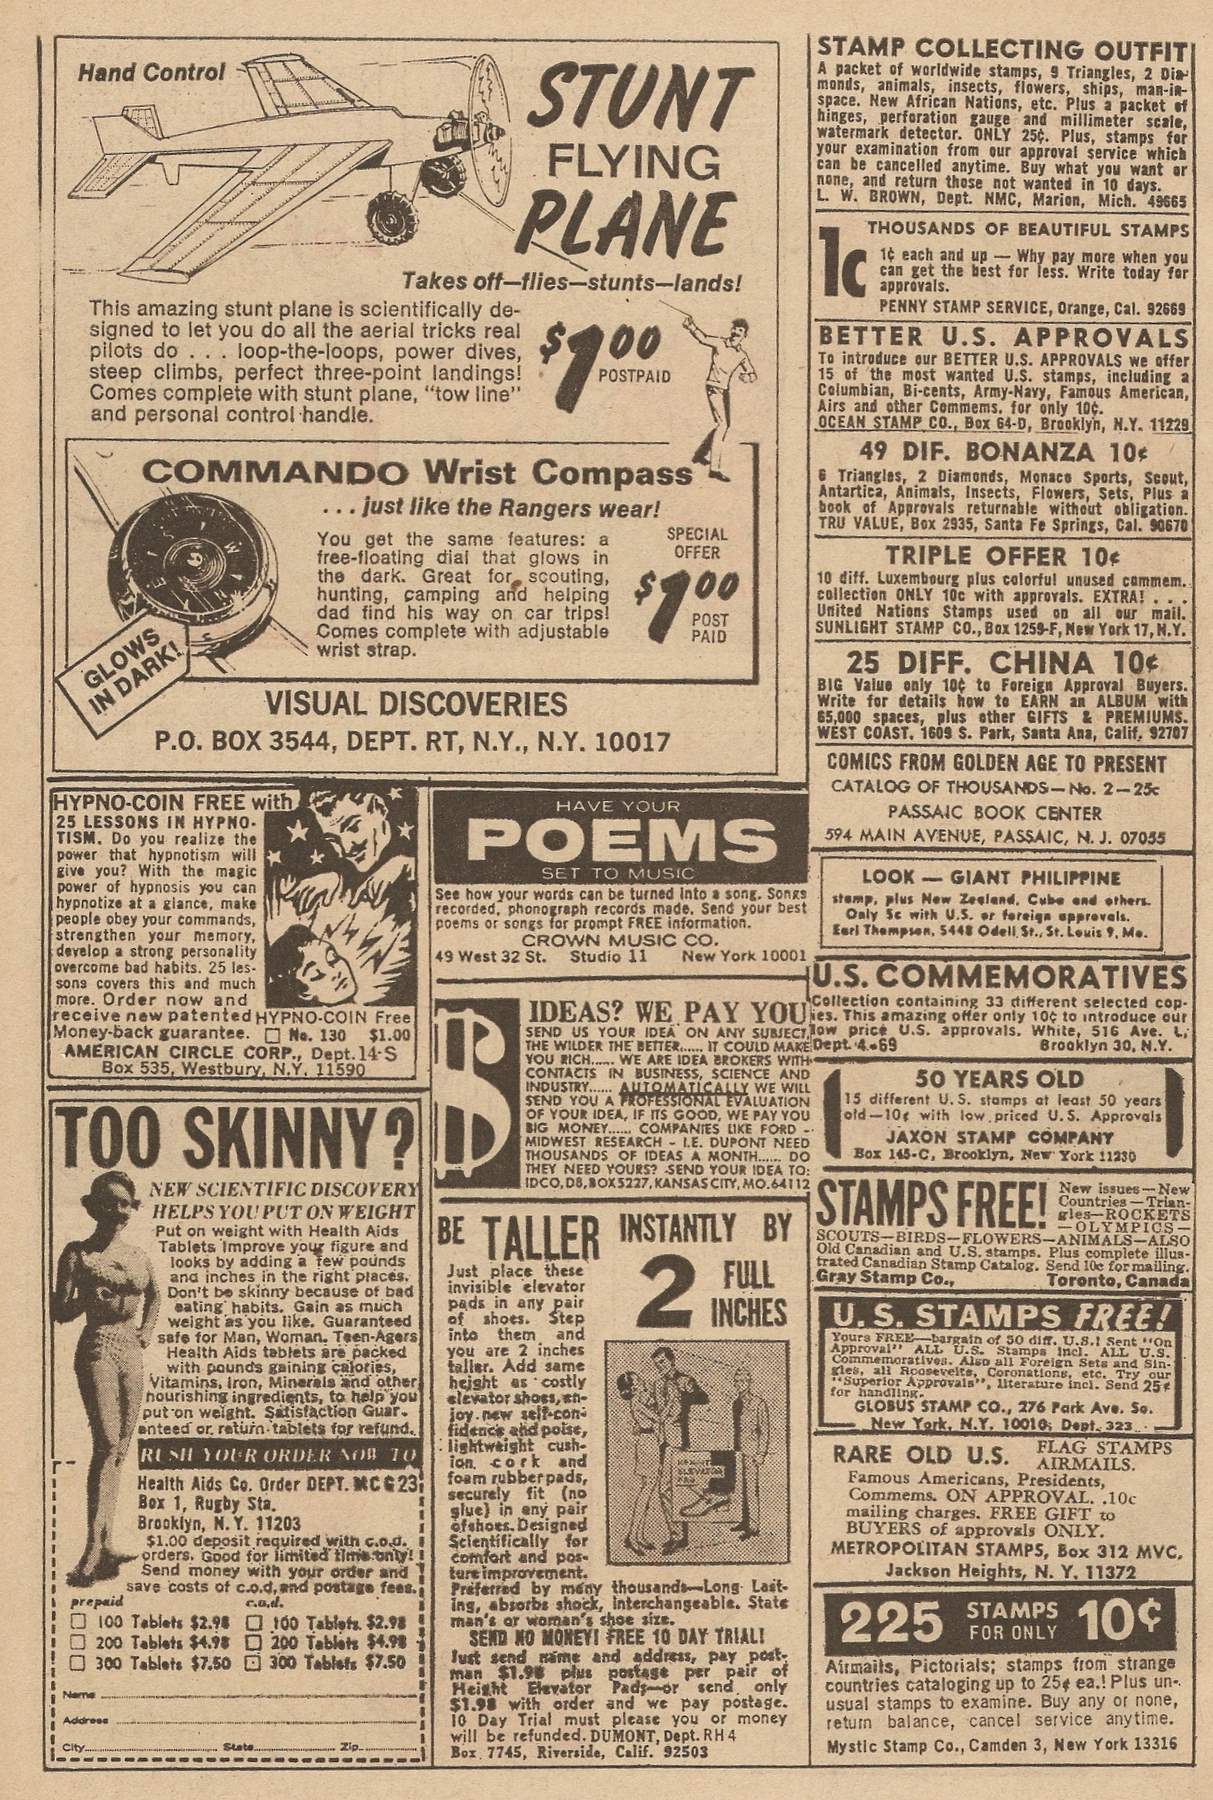 Hand Control
STUNT
FLYING
PLANE
Takes off—flies—stunts—lands!
This amazing stunt plane is scientifically de-
signed to let you do all the aerial tricks real
pilots do . . . loop-the-loops, power dives,
steep climbs, perfect three-point landings!
Comes complete with stunt plane, "tow line"
and personal control handle.
$1.00
POSTPAID
COMMANDO Wrist Compass
. . . just like the Rangers wear!
You get the same features: a
free-floating dial that glows in
the dark. Great for scouting,
hunting, camping and helping
dad find his way on car trips!
Comes complete with adjustable
wrist strap.
SPECIAL
OFFER
$1.00
POST
PAID
GLOWS
IN DARK!
VISUAL DISCOVERIES
P.O. BOX 3544, DEPT. RT, N.Y., N.Y. 10017
HYPNO-COIN FREE with
25 LESSONS IN HYPNO-
TISM. Do you realize the
power that hypnotism will
give you? With the magic
power of hypnosis you can
hypnotize at a glance, make
people obey your commands,
strengthen your memory,
develop a strong personality
overcome bad habits. 25 les-
sons covers this and much
more. Order now and
receive new patented HYPNO-COIN Free
Money-back guarantee. □ No. 130 $1.00
AMERICAN CIRCLE CORP., Dept. 14-S
Box 535, Westbury, N.Y. 11590
TOO SKINNY?
NEW SCIENTIFIC DISCOVERY
HELPS YOU PUT ON WEIGHT
Put on weight with Health Aids
Tablets Improve your figure and
looks by adding a few pounds
and inches in the right places.
Don't be skinny because of bad
eating habits. Gain as much
weight as you like. Guaranteed
safe for Man, Woman. Teen-Agers
Health Aids tablets are packed
with pounds gaining calories,
Vitamins, Iron, Minerals and other
nourishing ingredients, to help you
put on weight. Satisfaction Guar-
anteed or return tablets for refund.
RUSH YOUR ORDER NOW TO
Health Aids Co. Order DEPT. MCG 23
Box 1, Rugby Sta.
Brooklyn, N.Y. 11203
$1.00 deposit required with c.o.d.
orders. Good for limited time only!
Send money with your order and
save costs of c.o.d. and postage fees.
prepaid c.o.d.
□ 100 Tablets $2.98 □ 100 Tablets $2.98
□ 200 Tablets $4.98 □ 200 Tablets $4.98
□ 300 Tablets $7.50 □ 300 Tablets $7.50
Name
Address
City State Zip
HAVE YOUR
POEMS
SET TO MUSIC
See how your words can be turned into a song. Songs
recorded, phonograph records made. Send your best
poems or songs for prompt FREE information.
CROWN MUSIC CO.
49 West 32 St. Studio 11 New York 10001
$
IDEAS? WE PAY YOU
SEND US YOUR IDEA ON ANY SUBJECT,
THE WILDER THE BETTER...... IT COULD MAKE
YOU RICH..... WE ARE IDEA BROKERS WITH
CONTACTS IN BUSINESS, SCIENCE AND
INDUSTRY...... AUTOMATICALLY WE WILL
SEND YOU A PROFESSIONAL EVALUATION
OF YOUR IDEA, IF ITS GOOD, WE PAY YOU
BIG MONEY...... COMPANIES LIKE FORD -
MIDWEST RESEARCH - I.E. DUPONT NEED
THOUSANDS OF IDEAS A MONTH..... DO
THEY NEED YOURS? SEND YOUR IDEA TO:
IDCO, D8, BOX 5227, KANSAS CITY, MO. 64112
BE TALLER INSTANTLY BY
2 FULL
INCHES
Just place these
invisible elevator
pads in any pair
of shoes. Step
into them and
you are 2 inches
taller. Add same
height as costly
elevator shoes, en-
joy new self-con-
fidence and poise,
lightweight cush-
ion, cork and
foam rubber pads,
securely fit (no
glue) in any pair
of shoes. Designed
Scientifically for
comfort and pos-
ture improvement.
Preferred by many thousands—Long Last-
ing, absorbs shock, interchangeable. State
man's or woman's shoe size.
SEND NO MONEY! FREE 10 DAY TRIAL!
Just send name and address, pay post-
man $1.98 plus postage per pair of
Height Elevator Pads—or send only
$1.98 with order and we pay postage.
10 Day Trial must please you or money
will be refunded. DUMONT, Dept. RH4
Box 7745, Riverside, Calif. 92503
STAMP COLLECTING OUTFIT
A packet of worldwide stamps, 9 Triangles, 2 Dia-
monds, animals, insects, flowers, ships, man-in-
space. New African Nations, etc. Plus a packet of
hinges, perforation gauge and millimeter scale,
watermark detector. ONLY 25¢. Plus, stamps for
your examination from our approval service which
can be cancelled anytime. Buy what you want or
none, and return those not wanted in 10 days.
L. W. BROWN, Dept. NMC, Marion, Mich. 49665
1c
THOUSANDS OF BEAUTIFUL STAMPS
1¢ each and up — Why pay more when you
can get the best for less. Write today for
approvals.
PENNY STAMP SERVICE, Orange, Cal. 92669
BETTER U.S. APPROVALS
To introduce our BETTER U.S. APPROVALS we offer
15 of the most wanted U.S. stamps, including a
Columbian, Bi-cents, Army-Navy, Famous American,
Airs and other Commems. for only 10¢.
OCEAN STAMP CO., Box 64-D, Brooklyn, N.Y. 11229
49 DIF. BONANZA 10¢
6 Triangles, 2 Diamonds, Monaco Sports, Scout,
Antartica, Animals, Insects, Flowers, Sets, Plus a
book of Approvals returnable without obligation.
TRU VALUE, Box 2935, Santa Fe Springs, Cal. 90670
TRIPLE OFFER 10¢
10 diff. Luxembourg plus colorful unused commem.
collection ONLY 10c with approvals. EXTRA! . . .
United Nations Stamps used on all our mail.
SUNLIGHT STAMP CO., Box 1259-F, New York 17, N.Y.
25 DIFF. CHINA 10¢
BIG Value only 10¢ to Foreign Approval Buyers.
Write for details how to EARN an ALBUM with
65,000 spaces, plus other GIFTS & PREMIUMS.
WEST COAST. 1609 S. Park, Santa Ana, Calif. 92707
COMICS FROM GOLDEN AGE TO PRESENT
CATALOG OF THOUSANDS — No. 2 — 25c
PASSAIC BOOK CENTER
594 MAIN AVENUE, PASSAIC, N. J. 07055
LOOK — GIANT PHILIPPINE
stamp, plus New Zealand, Cuba and others.
Only 5c with U.S. or foreign approvals.
Earl Thompson, 5448 Odell St., St. Louis 9, Mo.
U.S. COMMEMORATIVES
Collection containing 33 different selected cop-
ies. This amazing offer only 10¢ to introduce our
low price U.S. approvals. White, 516 Ave. L,
Dept. 4-69 Brooklyn 30, N.Y.
50 YEARS OLD
15 different U.S. stamps at least 50 years
old—10¢ with low priced U.S. Approvals
JAXON STAMP COMPANY
Box 145-C, Brooklyn, New York 11230
STAMPS FREE!
New Issues—New
Countries—Trian-
gles—ROCKETS
—OLYMPICS—
SCOUTS—BIRDS—FLOWERS—ANIMALS—ALSO
Old Canadian and U.S. stamps. Plus complete illus-
trated Canadian Stamp Catalog. Send 10c for mailing.
Gray Stamp Co., Toronto, Canada
U. S. STAMPS FREE!
Yours FREE—bargain of 50 diff. U.S.! Sent "On
Approval" ALL U.S. Stamps incl. ALL U.S.
Commemoratives. Also all Foreign Sets and Sin-
gles, all Roosevelts, Coronations, etc. Try our
"Superior Approvals", literature incl. Send 25¢
for handling.
GLOBUS STAMP CO., 276 Park Ave. So.
New York, N.Y. 10010, Dept. 323
RARE OLD U.S. FLAG STAMPS
AIRMAILS.
Famous Americans, Presidents,
Commems. ON APPROVAL. .10c
mailing charges. FREE GIFT to
BUYERS of approvals ONLY.
METROPOLITAN STAMPS, Box 312 MVC,
Jackson Heights, N. Y. 11372
225 STAMPS
FOR ONLY 10¢
Airmails, Pictorials; stamps from strange
countries cataloging up to 25¢ ea.! Plus un-
usual stamps to examine. Buy any or none,
return balance, cancel service anytime.
Mystic Stamp Co., Camden 3, New York 13316